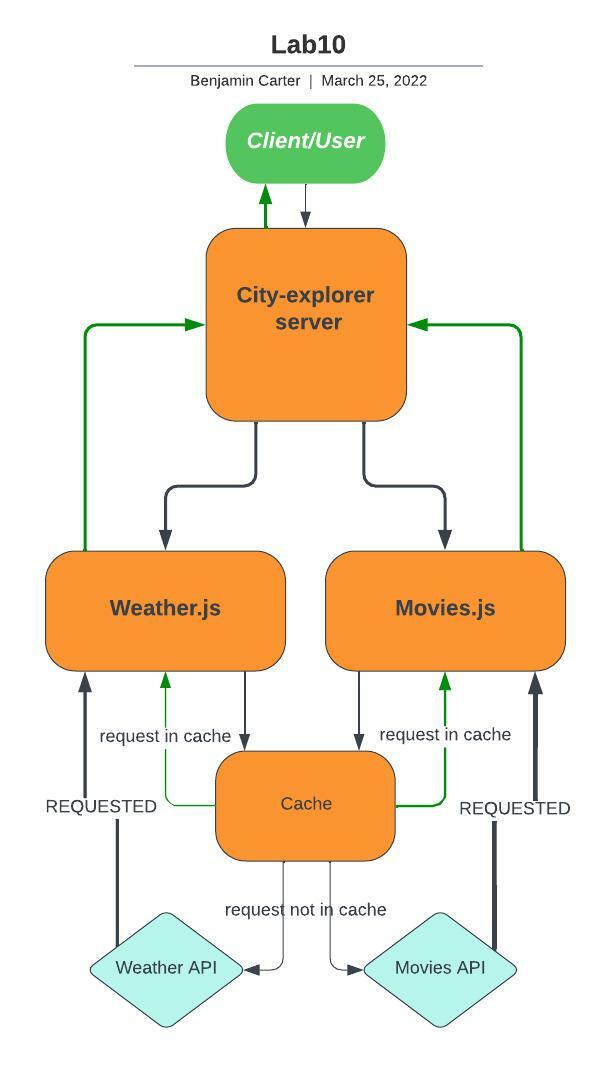 Lab10
Benjamin Carter | March 25, 2022
Client/User
City-explorer
server
Weather.js
Movies.js
request in cache
request in cache
Cache
REQUESTED
REQUESTED
request not in cache
Weather API
Movies API